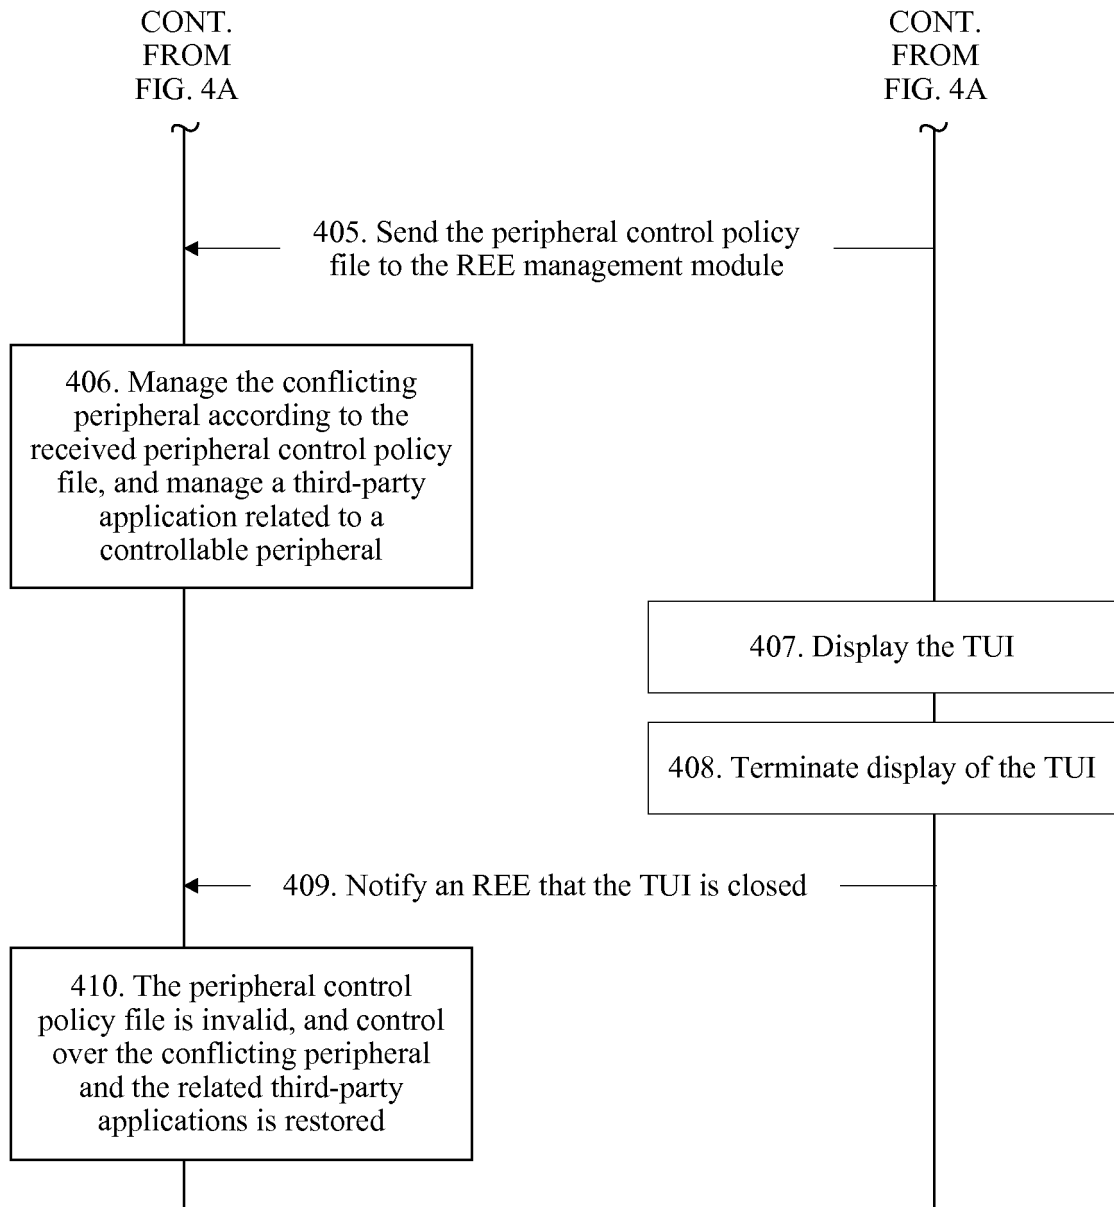 CONT.
FROM
FIG. 4A
CONT.
FROM
FIG. 4A
405. Send the peripheral control policy
file to the REE management module
406. Manage the conflicting
peripheral according to the
received peripheral control policy
file, and manage a third-party
application related to a
controllable peripheral
407. Display the TUI
408. Terminate display of the TUI
409. Notify an REE that the TUI is closed
410. The peripheral control
policy file is invalid, and control
over the conflicting peripheral
and the related third-party
applications is restored